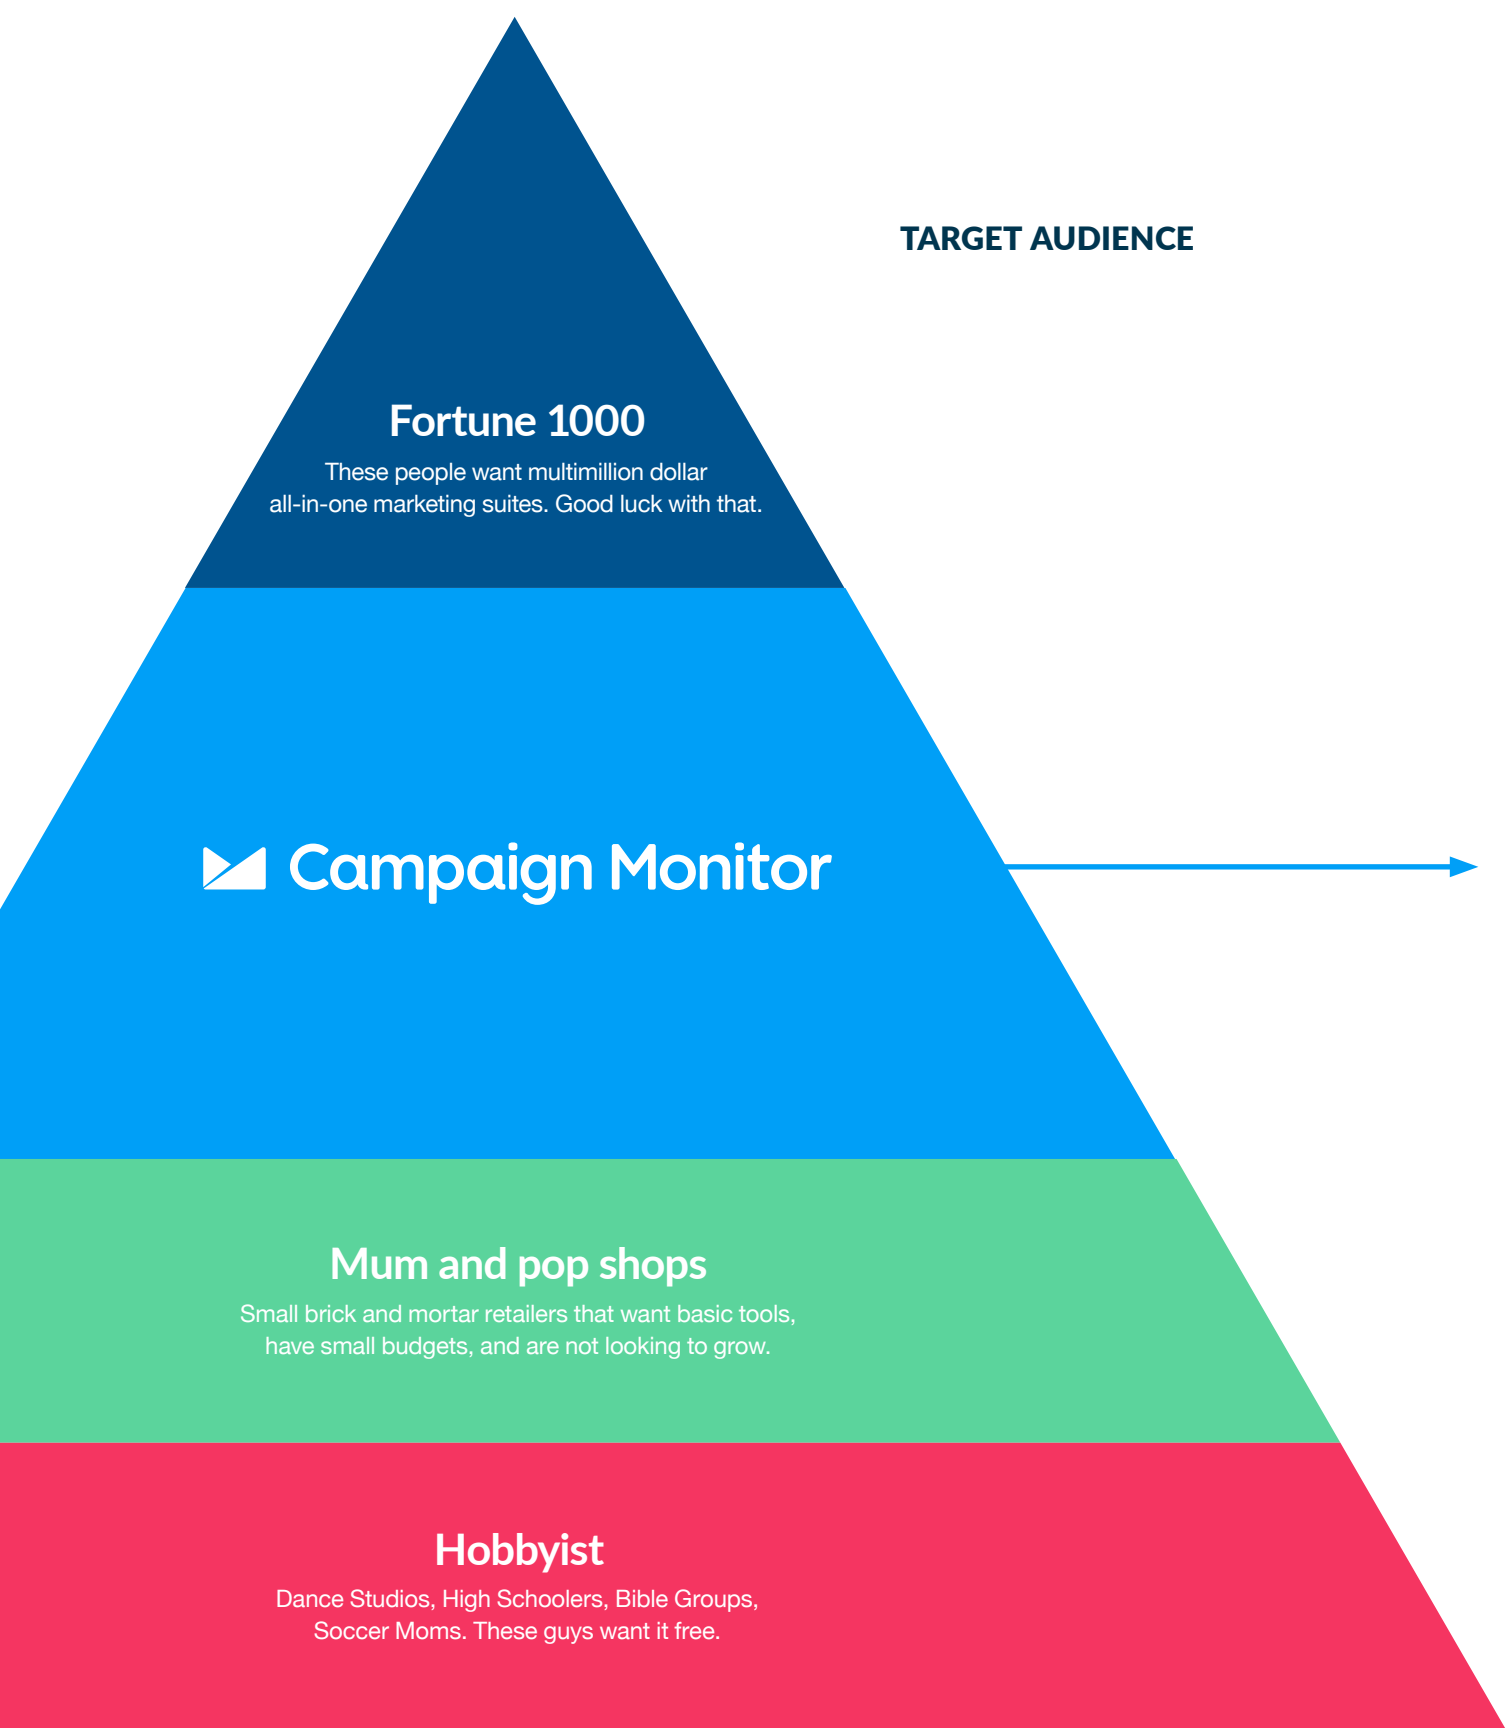 TARGET AUDIENCE
Fortune 1000
These people want multimillion dollar
all-in-one marketing suites. Good luck with that.
Campaign Monitor
Mum and pop shops
Small brick and mortar retailers that want basic tools,
have small budgets, and are not looking to grow.
Hobbyist
Dance Studios, High Schoolers, Bible Groups,
Soccer Moms. These guys want it free.